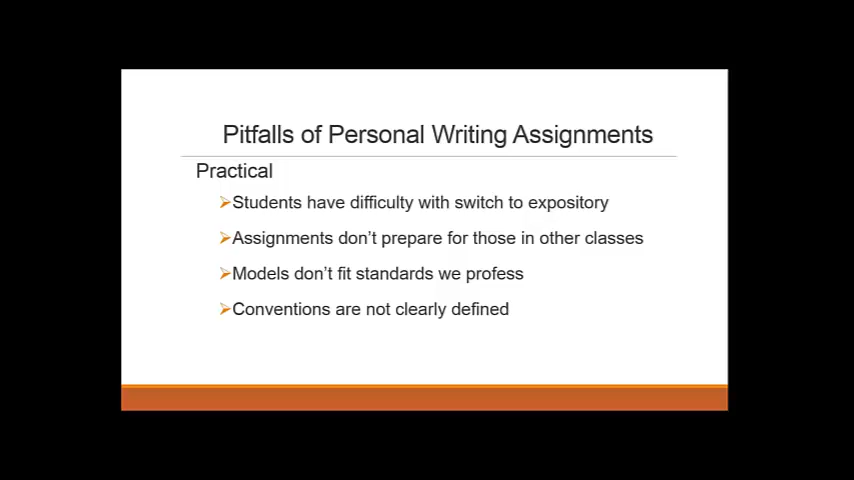 Pitfalls of Personal Writing Assignments
Practical
Students have difficulty with switch to expository
Assignments don’t prepare for those in other classes
Models don’t fit standards we profess
Conventions are not clearly defined